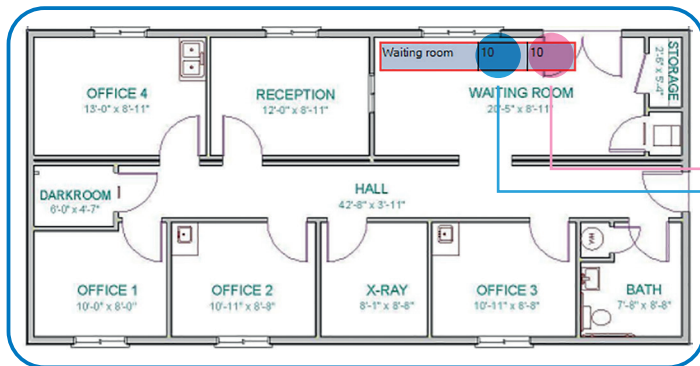 Waiting room 10 10
OFFICE 4
13'-0" x 8'-11"
RECEPTION
12'-0" x 8'-11"
WAITING ROOM
20'-5" x 8'-11"
STORAGE
2'-6" x 5'-4"
DARKROOM
6'-0" x 4'-7"
HALL
42'-8" x 3'-11"
OFFICE 1
10'-0" x 8'-0"
OFFICE 2
10'-11" x 8'-8"
X-RAY
8'-1" x 8'-8"
OFFICE 3
10'-11" x 8'-8"
BATH
7'-8" x 8'-8"